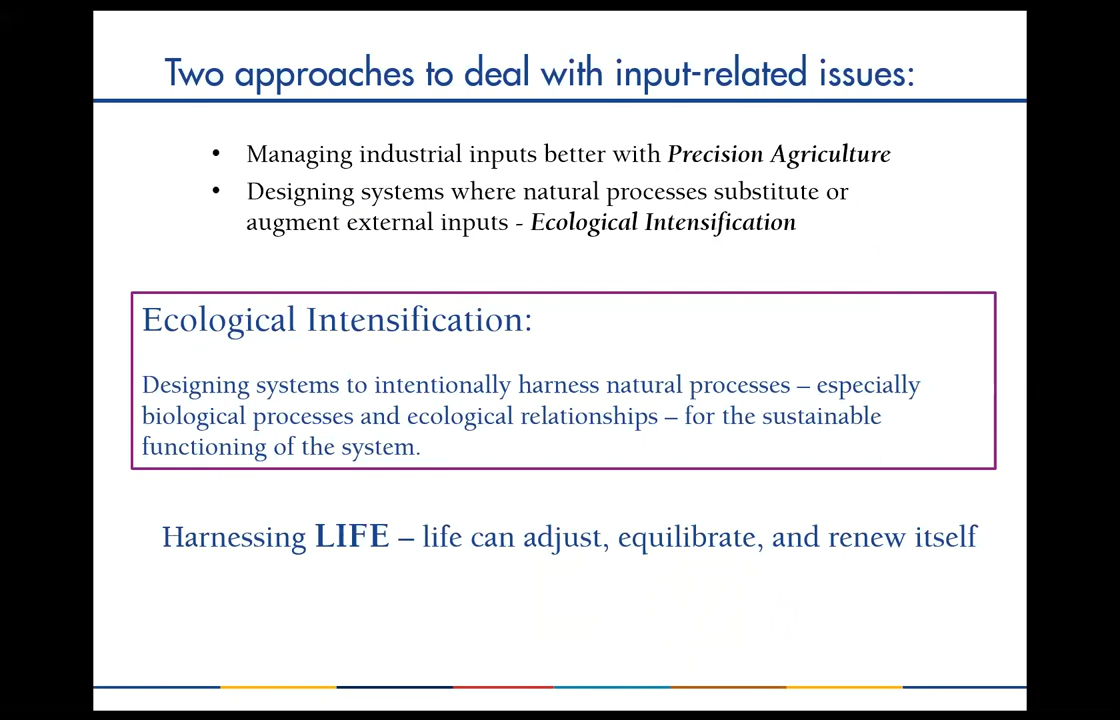 Two approaches to deal with input-related issues:
• Managing industrial inputs better with Precision Agriculture
• Designing systems where natural processes substitute or
augment external inputs - Ecological Intensification
Ecological Intensification:
Designing systems to intentionally harness natural processes – especially
biological processes and ecological relationships – for the sustainable
functioning of the system.
Harnessing LIFE – life can adjust, equilibrate, and renew itself